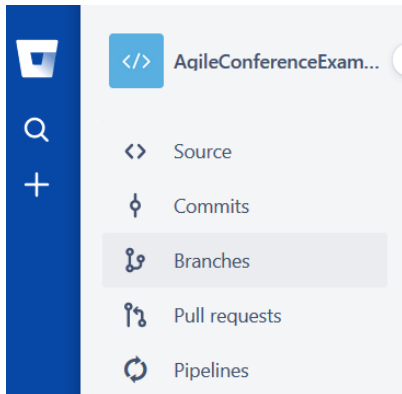 AgileConferenceExam...
Source
Commits
Branches
Pull requests
Pipelines